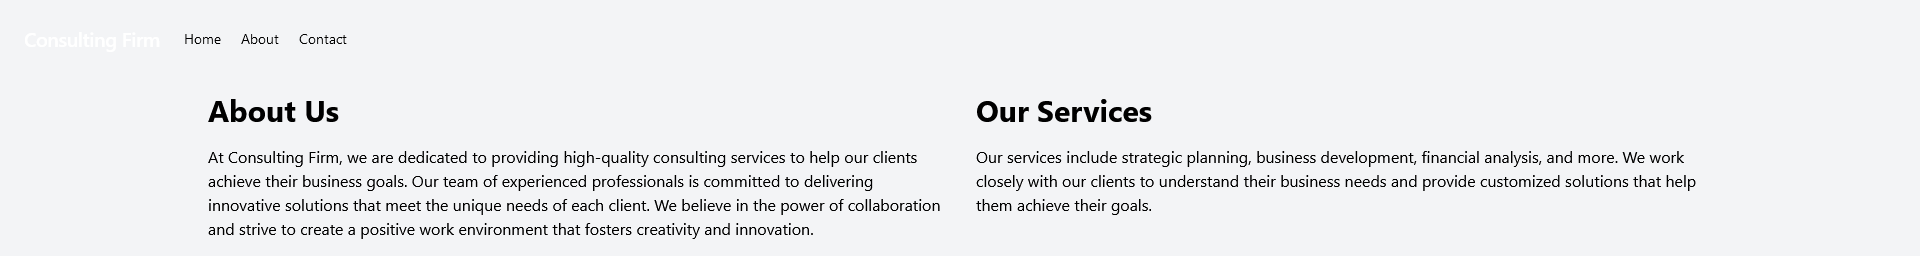 Consulting Firm Home About Contact
About Us
At Consulting Firm, we are dedicated to providing high-quality consulting services to help our clients
achieve their business goals. Our team of experienced professionals is committed to delivering
innovative solutions that meet the unique needs of each client. We believe in the power of collaboration
and strive to create a positive work environment that fosters creativity and innovation.
Our Services
Our services include strategic planning, business development, financial analysis, and more. We work
closely with our clients to understand their business needs and provide customized solutions that help
them achieve their goals.